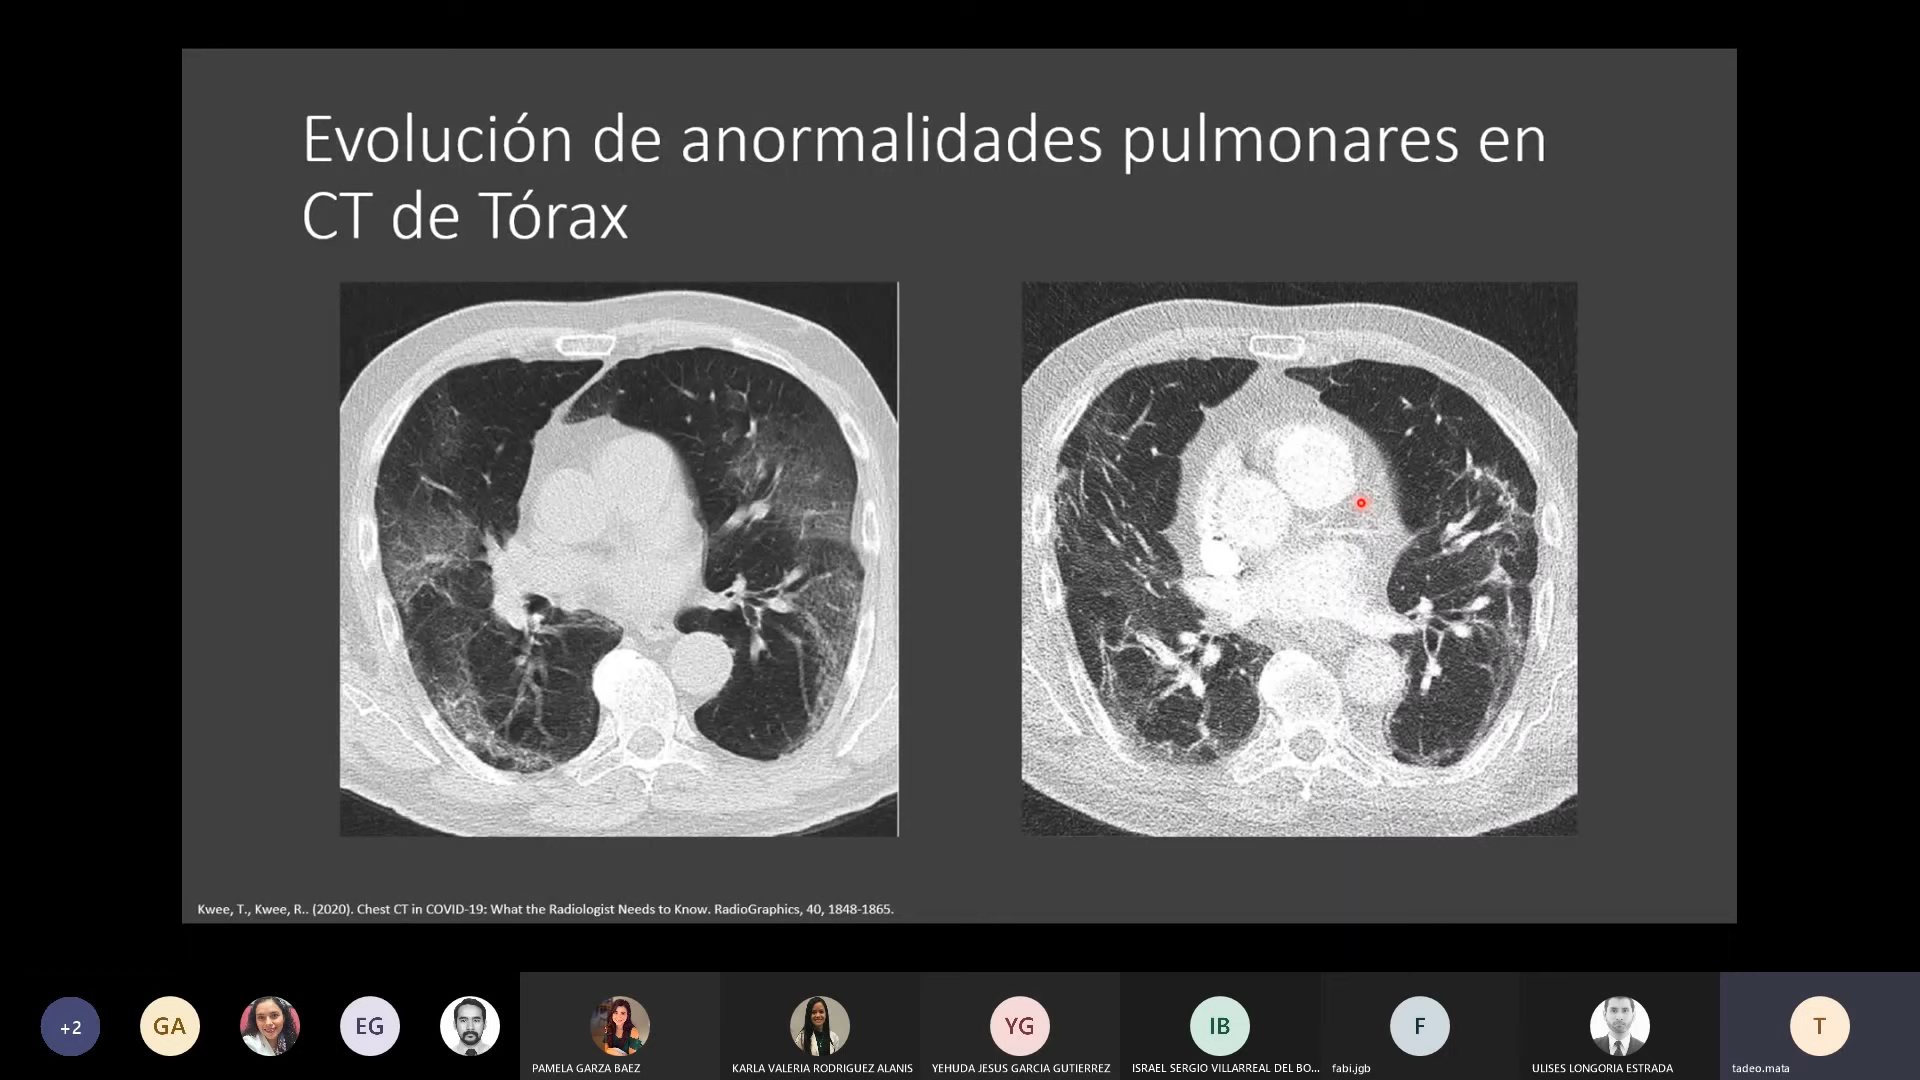 Evolución de anormalidades pulmonares en
CT de Tórax
Kwee, T., Kwee, R.. (2020). Chest CT in COVID-19: What the Radiologist Needs to Know. RadioGraphics, 40, 1848-1865.
+2
GA
EG
YG
IB
F
T
PAMELA GARZA BAEZ
KARLA VALERIA RODRIGUEZ ALANIS
YEHUDA JESUS GARCIA GUTIERREZ
ISRAEL SERGIO VILLARREAL DEL BO...
fabi.jgb
ULISES LONGORIA ESTRADA
tadeo.mata